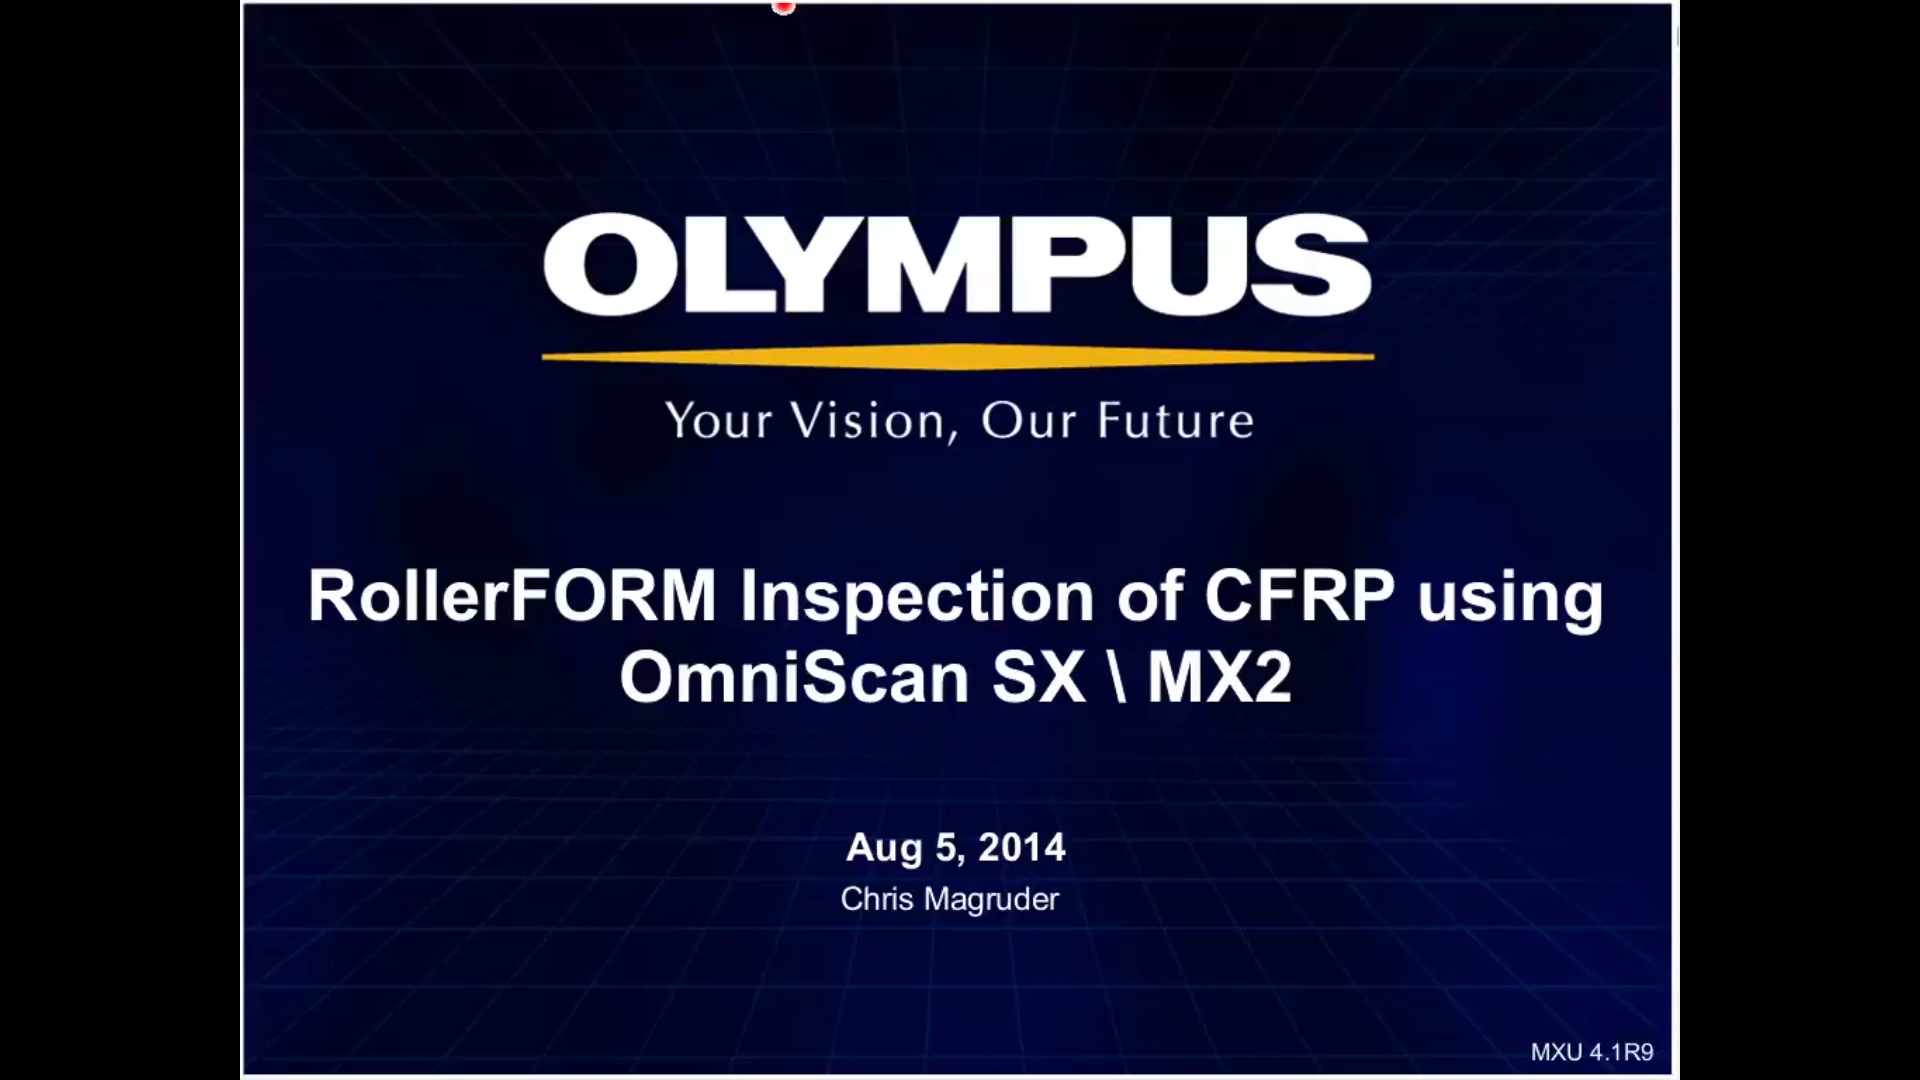 OLYMPUS
Your Vision, Our Future
RollerFORM Inspection of CFRP using
OmniScan SX \ MX2
Aug 5, 2014
Chris Magruder
MXU 4.1R9